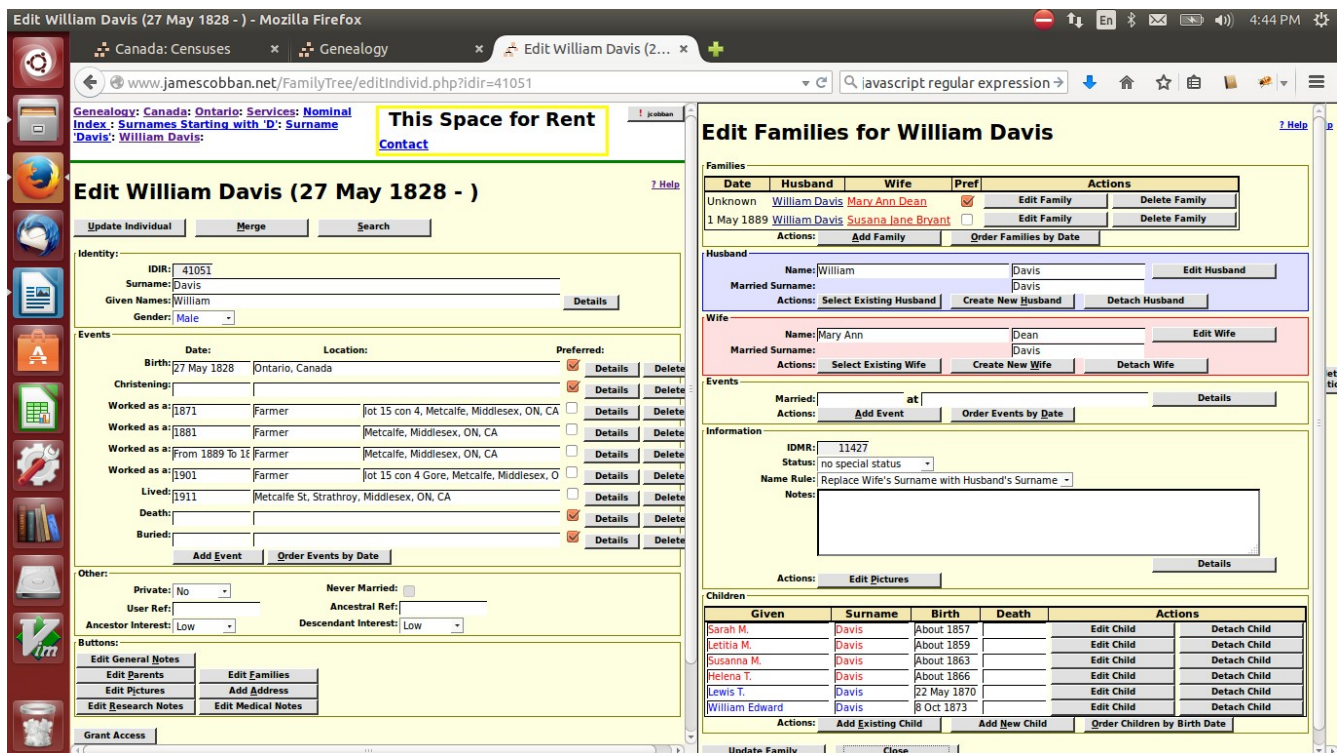 Edit William Davis (27 May 1828 - ) - Mozilla Firefox
En
4:44 PM
Canada: Censuses
Genealogy
Edit William Davis (2...
www.jamescobban.net/FamilyTree/editIndivid.php?idir=41051
javascript regular expression
Genealogy: Canada: Ontario: Services: Nominal
Index : Surnames Starting with 'D': Surname
'Davis': William Davis:
This Space for Rent
Contact
! jcobban
Edit William Davis (27 May 1828 - )
? Help
Update Individual Merge Search
Identity:
IDIR: 41051
Surname: Davis
Given Names: William Details
Gender: Male
Events
Date: Location: Preferred:
Birth: 27 May 1828 Ontario, Canada Details Delete
Christening: Details Delete
Worked as a: 1871 Farmer lot 15 con 4, Metcalfe, Middlesex, ON, CA Details Delete
Worked as a: 1881 Farmer Metcalfe, Middlesex, ON, CA Details Delete
Worked as a: From 1889 To 18 Farmer Metcalfe, Middlesex, ON, CA Details Delete
Worked as a: 1901 Farmer lot 15 con 4 Gore, Metcalfe, Middlesex, O Details Delete
Lived: 1911 Metcalfe St, Strathroy, Middlesex, ON, CA Details Delete
Death: Details Delete
Buried: Details Delete
Add Event Order Events by Date
Other:
Private: No Never Married:
User Ref: Ancestral Ref:
Ancestor Interest: Low Descendant Interest: Low
Buttons:
Edit General Notes
Edit Parents Edit Families
Edit Pictures Add Address
Edit Research Notes Edit Medical Notes
Grant Access
Edit Families for William Davis
? Help
Families
Date Husband Wife Pref Actions
Unknown William Davis Mary Ann Dean Edit Family Delete Family
1 May 1889 William Davis Susana Jane Bryant Edit Family Delete Family
Actions: Add Family Order Families by Date
Husband
Name: William Davis Edit Husband
Married Surname: Davis
Actions: Select Existing Husband Create New Husband Detach Husband
Wife
Name: Mary Ann Dean Edit Wife
Married Surname: Davis
Actions: Select Existing Wife Create New Wife Detach Wife
Events
Married: at Details
Actions: Add Event Order Events by Date
Information
IDMR: 11427
Status: no special status
Name Rule: Replace Wife's Surname with Husband's Surname
Notes:
Details
Actions: Edit Pictures
Children
Given Surname Birth Death Actions
Sarah M. Davis About 1857 Edit Child Detach Child
Letitia M. Davis About 1859 Edit Child Detach Child
Susanna M. Davis About 1863 Edit Child Detach Child
Helena T. Davis About 1866 Edit Child Detach Child
Lewis T. Davis 22 May 1870 Edit Child Detach Child
William Edward Davis 8 Oct 1873 Edit Child Detach Child
Actions: Add Existing Child Add New Child Order Children by Birth Date
Update Family Close
Vim